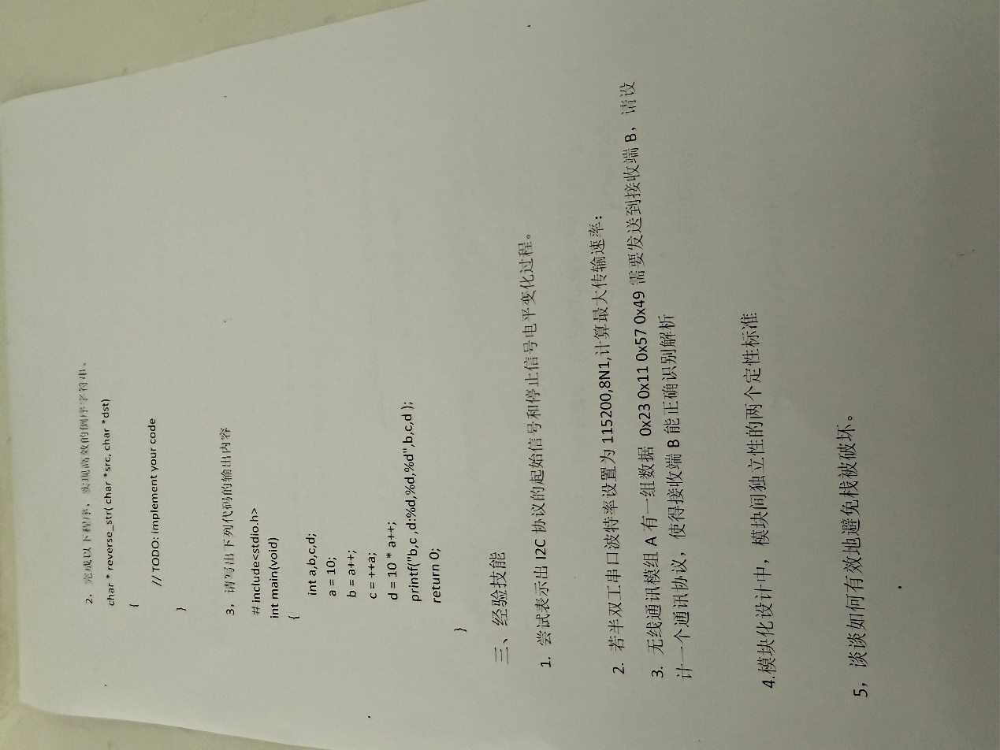 2，完成以下程序，实现高效的倒序字符串。
char * reverse_str( char *src, char *dst)
{
// TODO: implement your code
}
3，请写出下列代码的输出内容
# include<stdio.h>
int main(void)
{
int a,b,c,d;
a = 10;
b = a++;
c = ++a;
d = 10 * a++;
printf("b,c ,d:%d,%d,%d",b,c,d );
return 0;
}
三、经验技能
1. 尝试表示出 I2C 协议的起始信号和停止信号电平变化过程。
2. 若半双工串口波特率设置为 115200,8N1,计算最大传输速率：
3. 无线通讯模组 A 有一组数据 0x23 0x11 0x57 0x49 需要发送到接收端 B，请设
计一个通讯协议，使得接收端 B 能正确识别解析
4.模块化设计中，模块间独立性的两个定性标准
5，谈谈如何有效地避免栈被破坏。